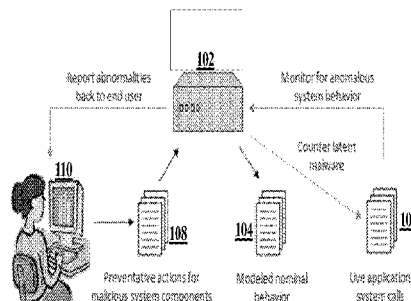 102
Report abnormalities
back to end user
Monitor for anomalous
system behavior
110
Counter latent
malware
108
104
10
Preventative actions for
malicious system components
Modeled nominal
behavior
Live application
system calls